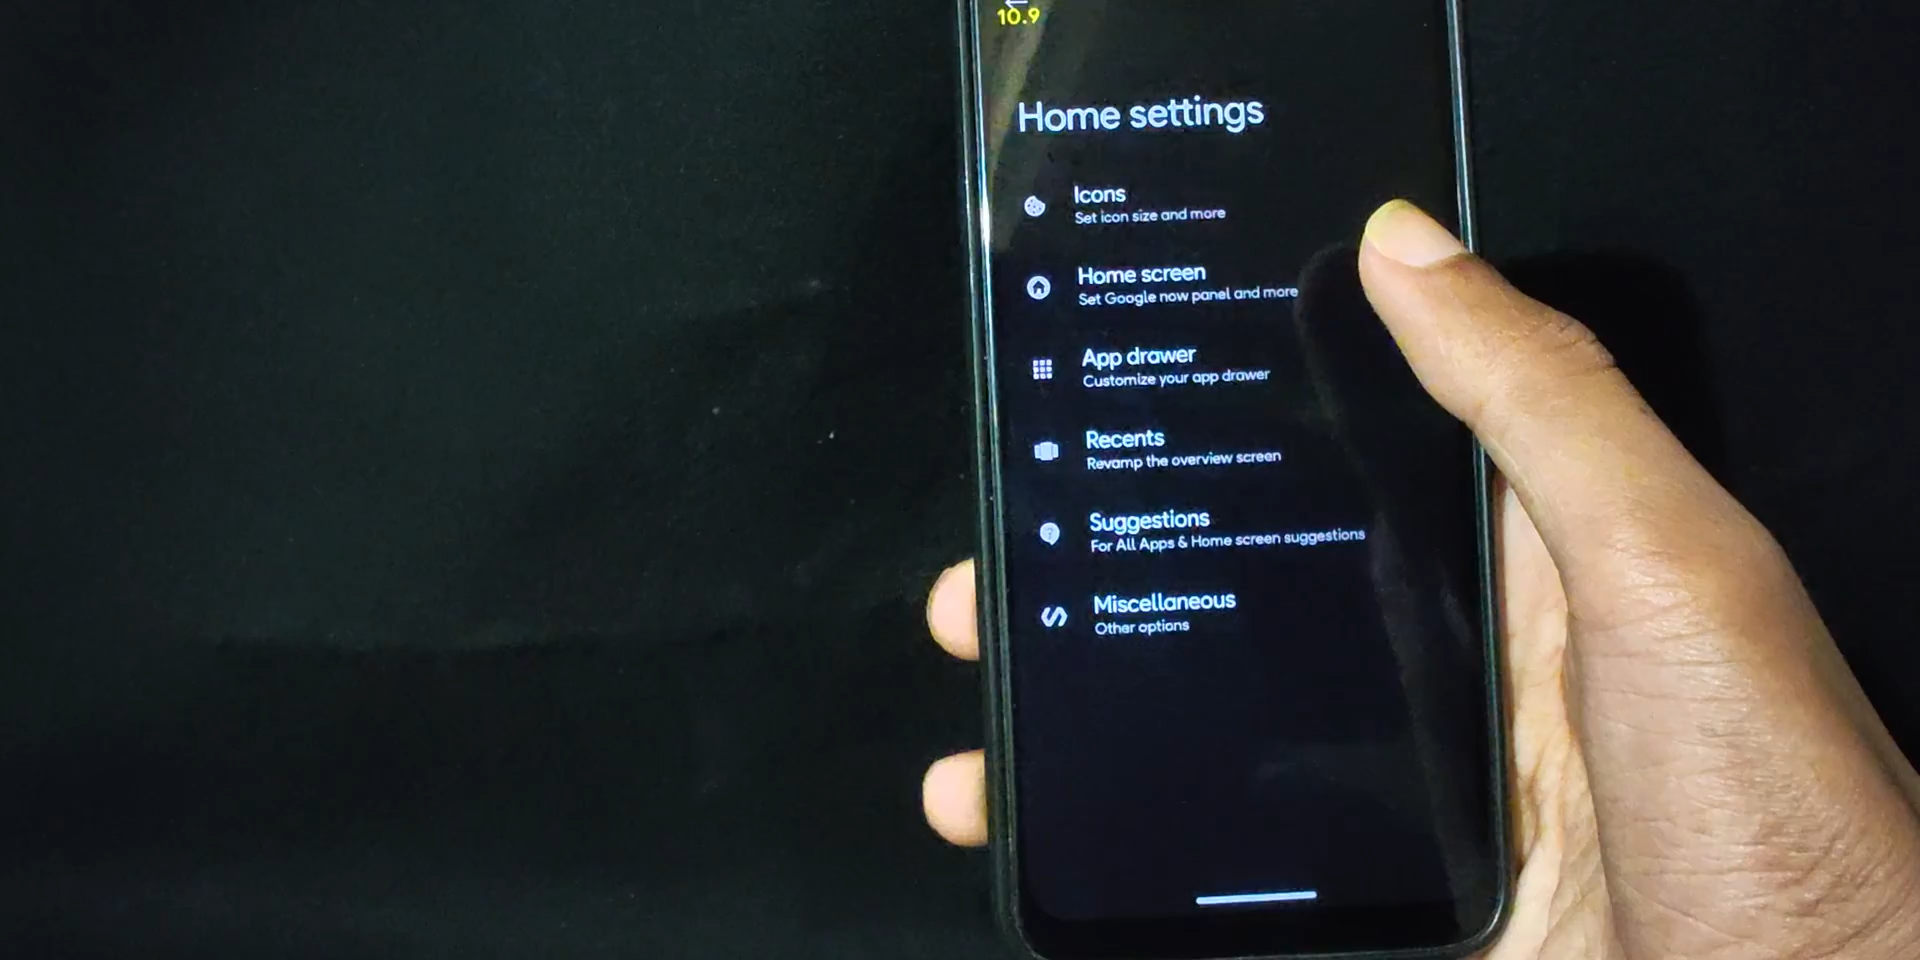 10.9
Home settings
Icons
Set icon size and more
Home screen
Set Google now panel and more
App drawer
Customize your app drawer
Recents
Revamp the overview screen
Suggestions
For All Apps & Home screen suggestions
Miscellaneous
Other options